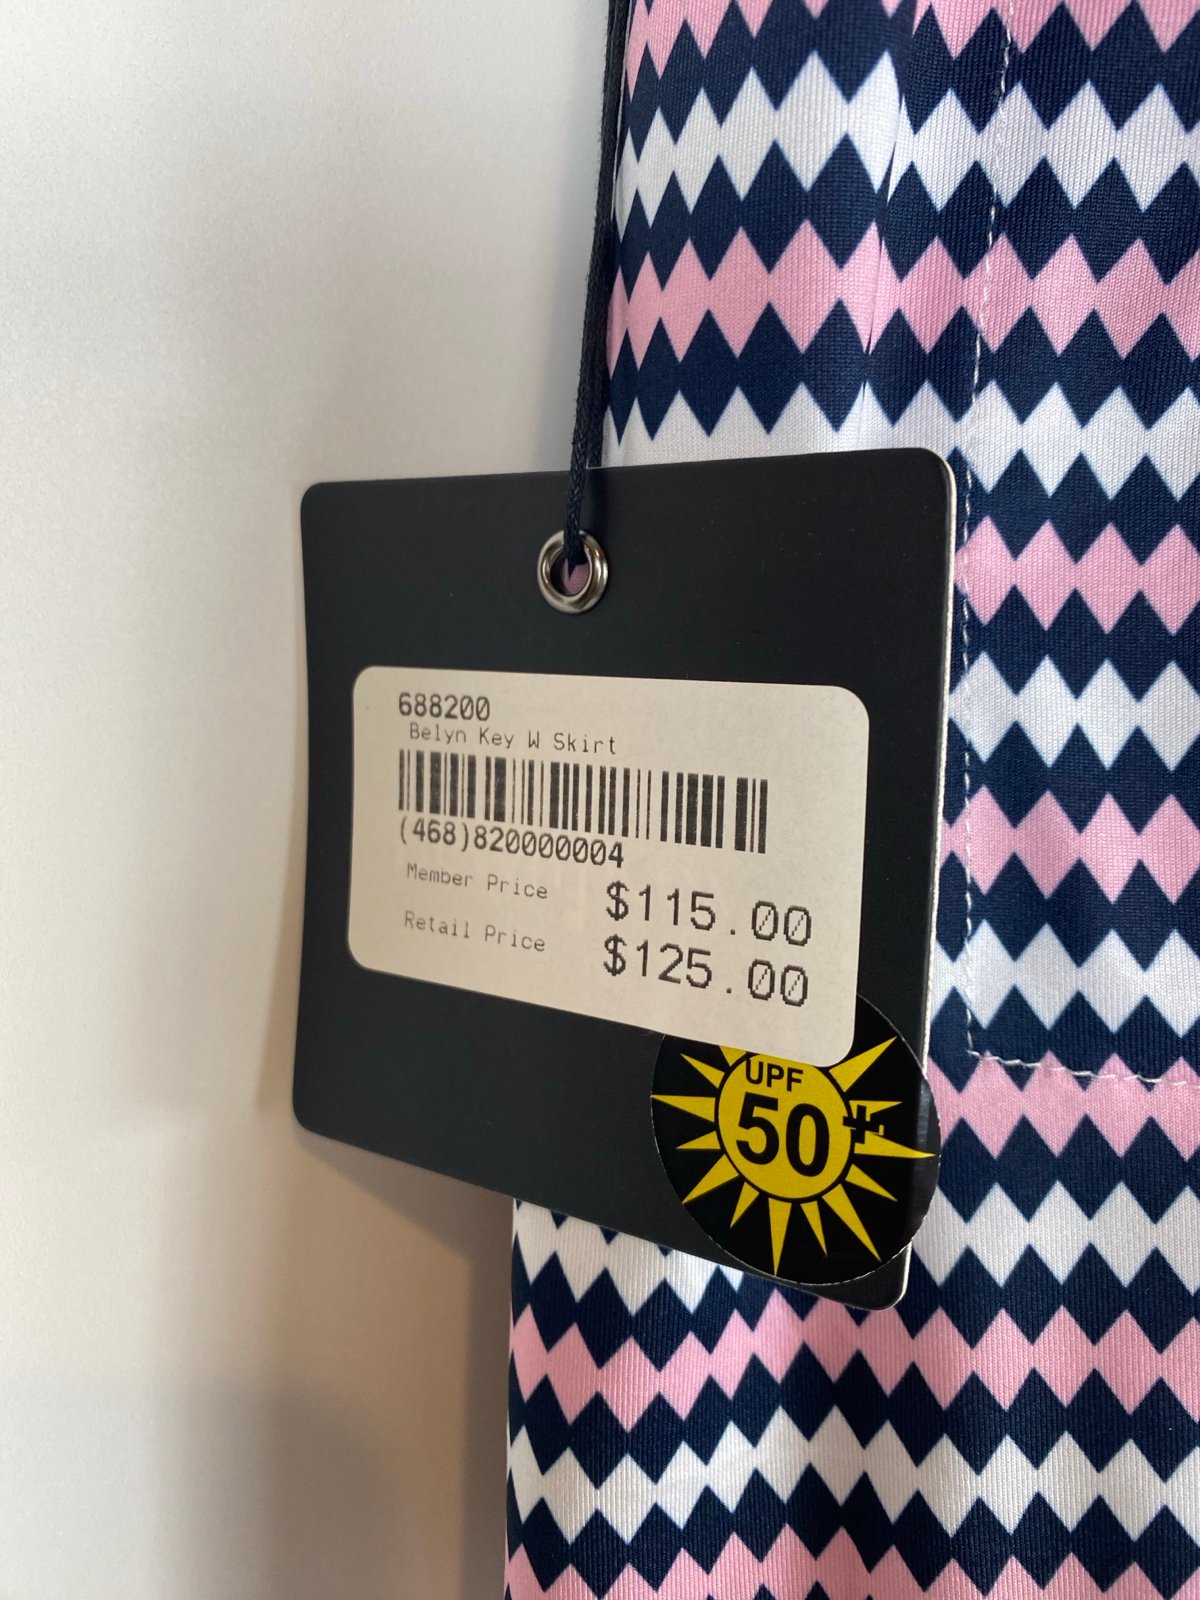 688200
Belyn Key W Skirt
(468)820000004
Member Price $115.00
Retail Price $125.00
UPF
50+